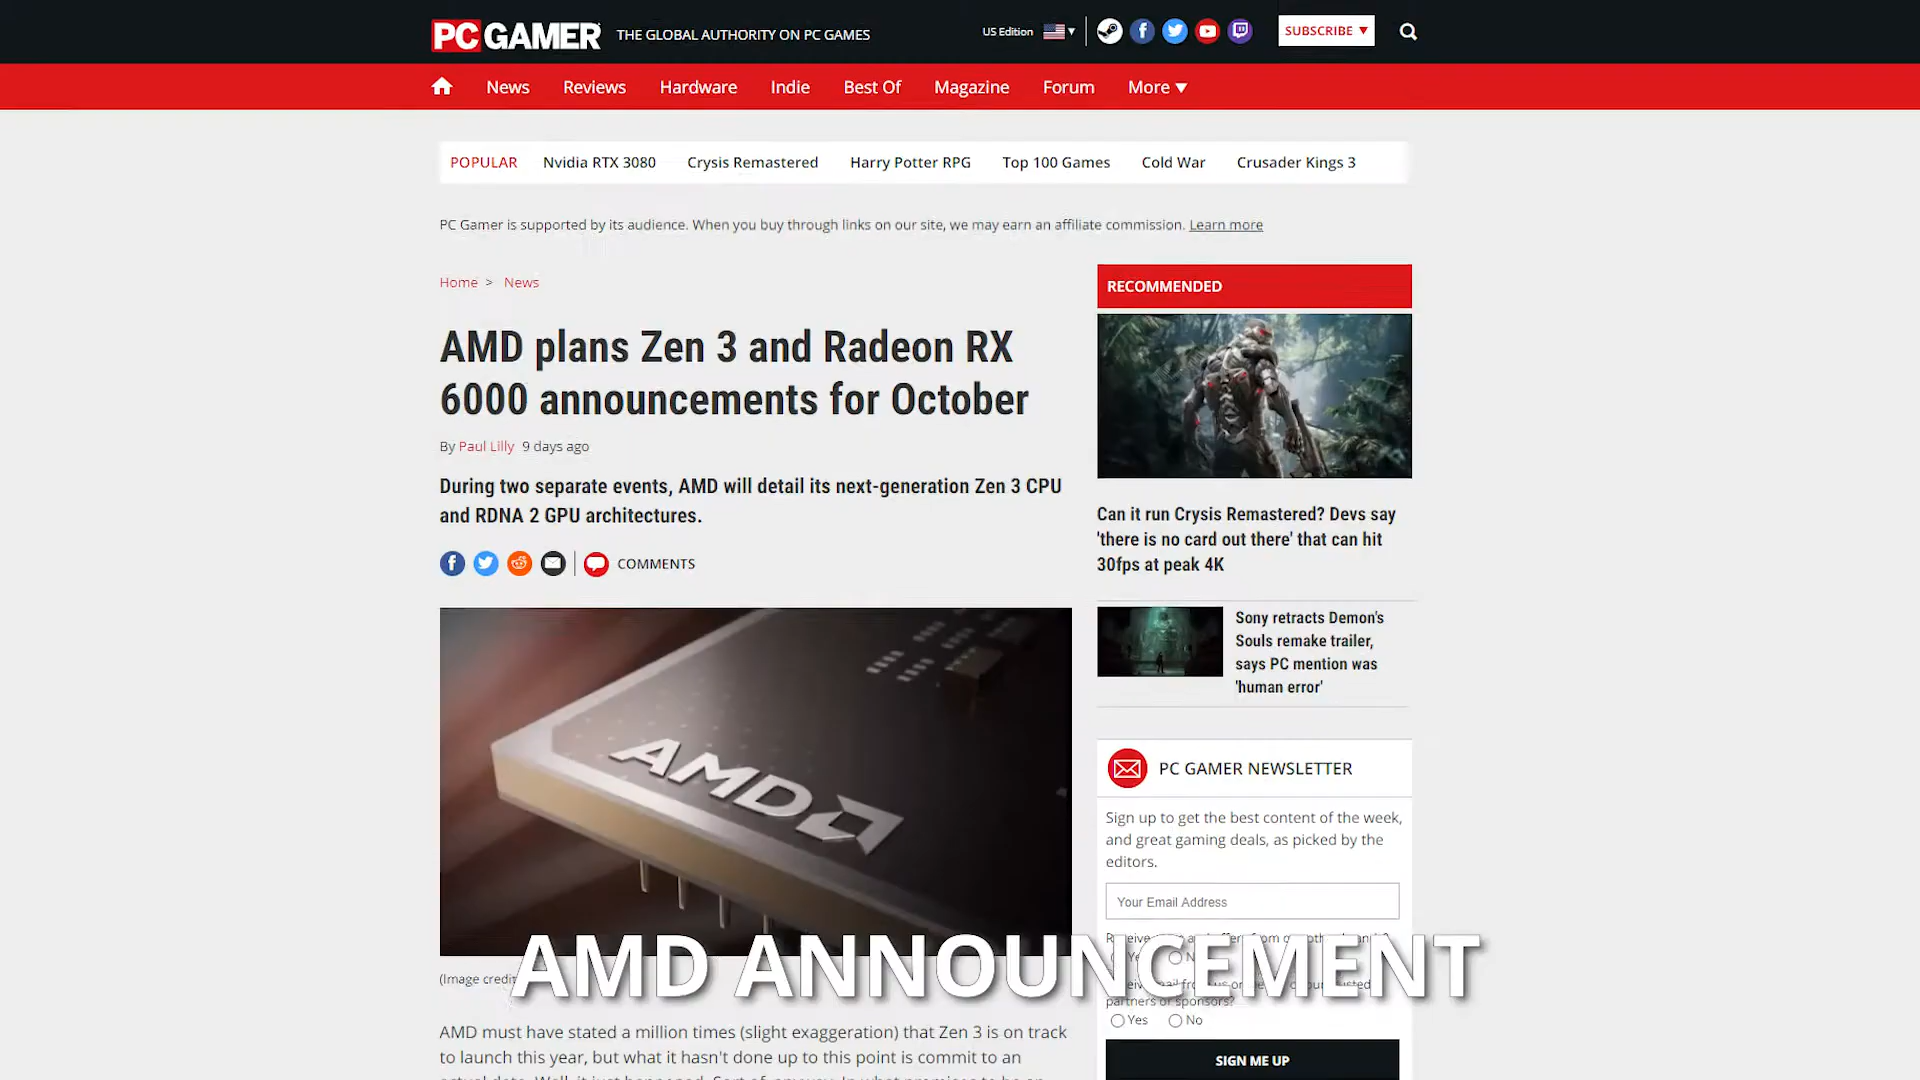 PC GAMER THE GLOBAL AUTHORITY ON PC GAMES US Edition SUBSCRIBE
News Reviews Hardware Indie Best Of Magazine Forum More
POPULAR Nvidia RTX 3080 Crysis Remastered Harry Potter RPG Top 100 Games Cold War Crusader Kings 3
PC Gamer is supported by its audience. When you buy through links on our site, we may earn an affiliate commission. Learn more
Home > News
AMD plans Zen 3 and Radeon RX
6000 announcements for October
By Paul Lilly 9 days ago
During two separate events, AMD will detail its next-generation Zen 3 CPU
and RDNA 2 GPU architectures.
COMMENTS
AMD
(Image credit
AMD must have stated a million times (slight exaggeration) that Zen 3 is on track
to launch this year, but what it hasn't done up to this point is commit to an
RECOMMENDED
Can it run Crysis Remastered? Devs say
'there is no card out there' that can hit
30fps at peak 4K
Sony retracts Demon's
Souls remake trailer,
says PC mention was
'human error'
PC GAMER NEWSLETTER
Sign up to get the best content of the week,
and great gaming deals, as picked by the
editors.
Your Email Address
partners or sponsors?
Yes No
SIGN ME UP
AMD ANNOUNCEMENT